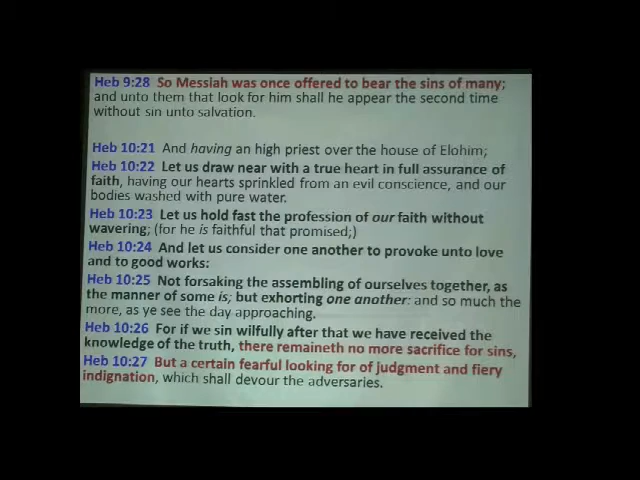 Heb 9:28 So Messiah was once offered to bear the sins of many;
and unto them that look for him shall he appear the second time
without sin unto salvation.
Heb 10:21 And having an high priest over the house of Elohim;
Heb 10:22 Let us draw near with a true heart in full assurance of
faith, having our hearts sprinkled from an evil conscience, and our
bodies washed with pure water.
Heb 10:23 Let us hold fast the profession of our faith without
wavering; (for he is faithful that promised;)
Heb 10:24 And let us consider one another to provoke unto love
and to good works:
Heb 10:25 Not forsaking the assembling of ourselves together, as
the manner of some is; but exhorting one another: and so much the
more, as ye see the day approaching.
Heb 10:26 For if we sin wilfully after that we have received the
knowledge of the truth, there remaineth no more sacrifice for sins,
Heb 10:27 But a certain fearful looking for of judgment and fiery
indignation, which shall devour the adversaries.